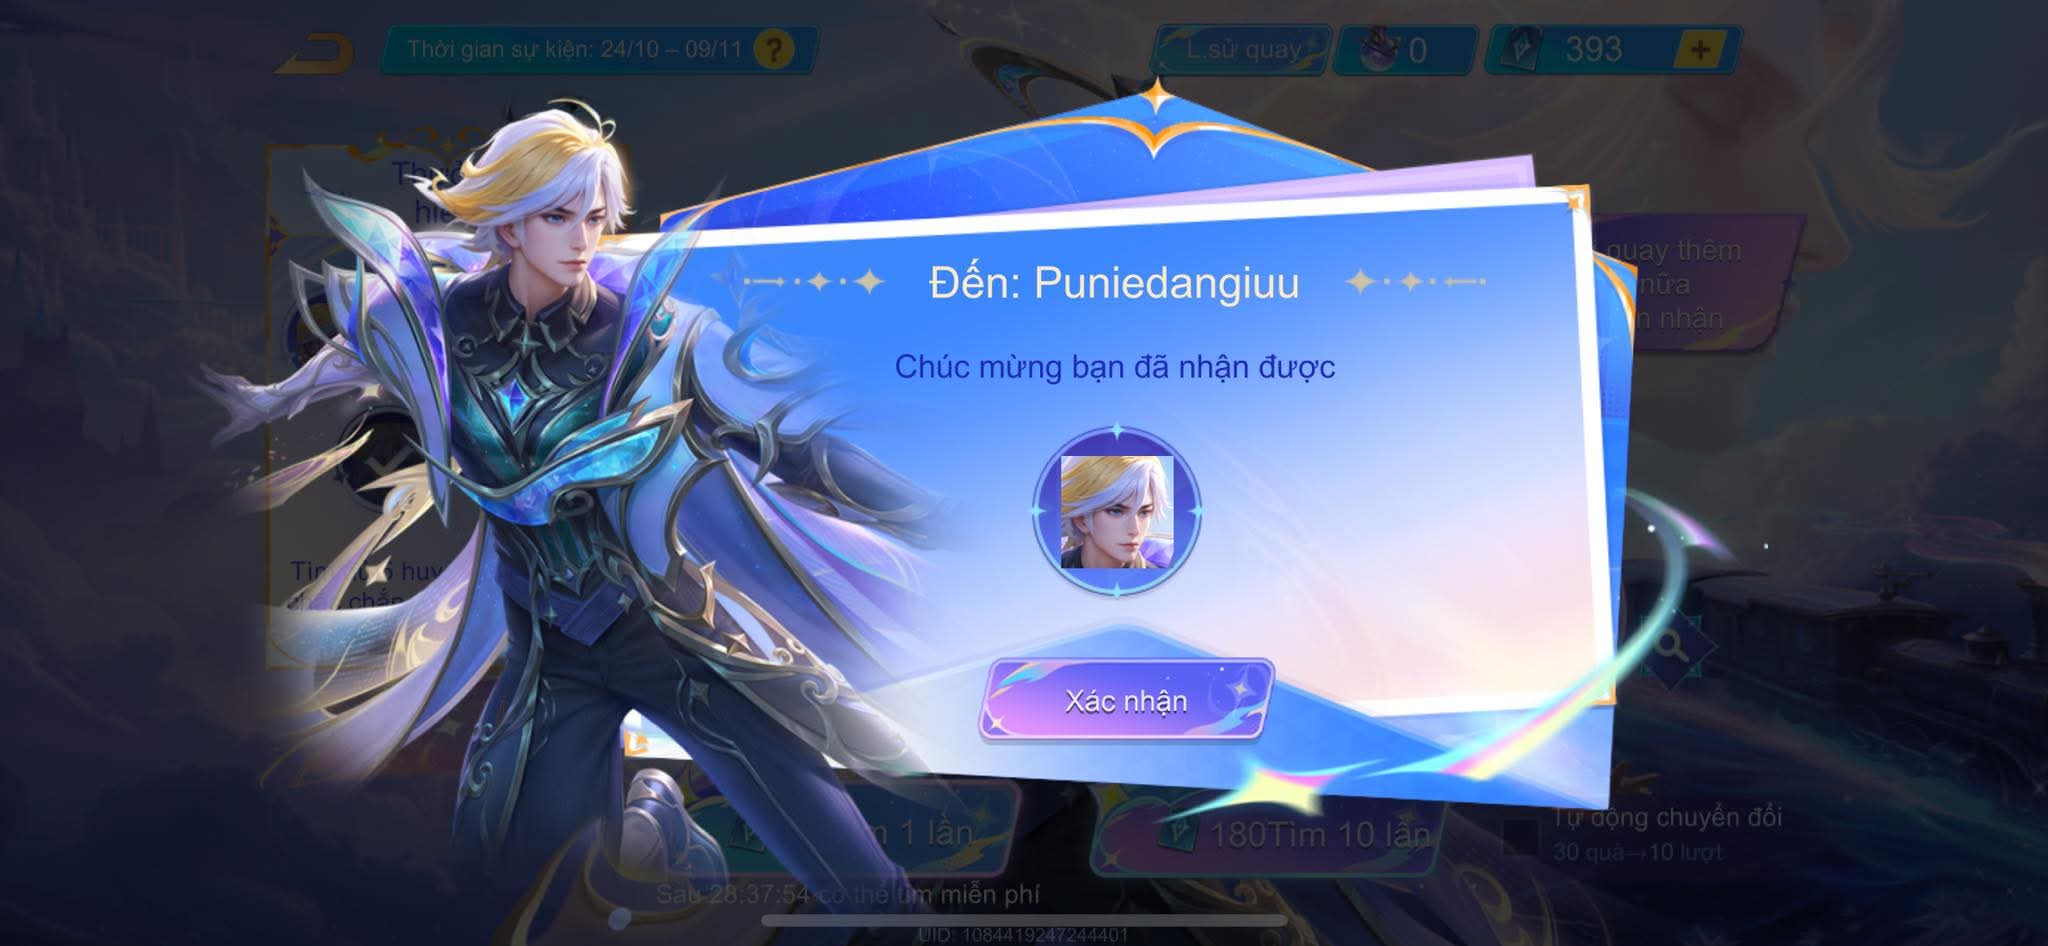 Thời gian sự kiện: 24/10 – 09/11 ?
L.sử quay
0
393 +
quay thêm
nữa
nhận
Đến: Puniedangiuu
Chúc mừng bạn đã nhận được
Xác nhận
1 lần
180Tìm 10 lần
Tự động chuyển đổi
30 quả→10 lượt
Sau 28:37:54 có thể tìm miễn phí
UID: 1084419247244401